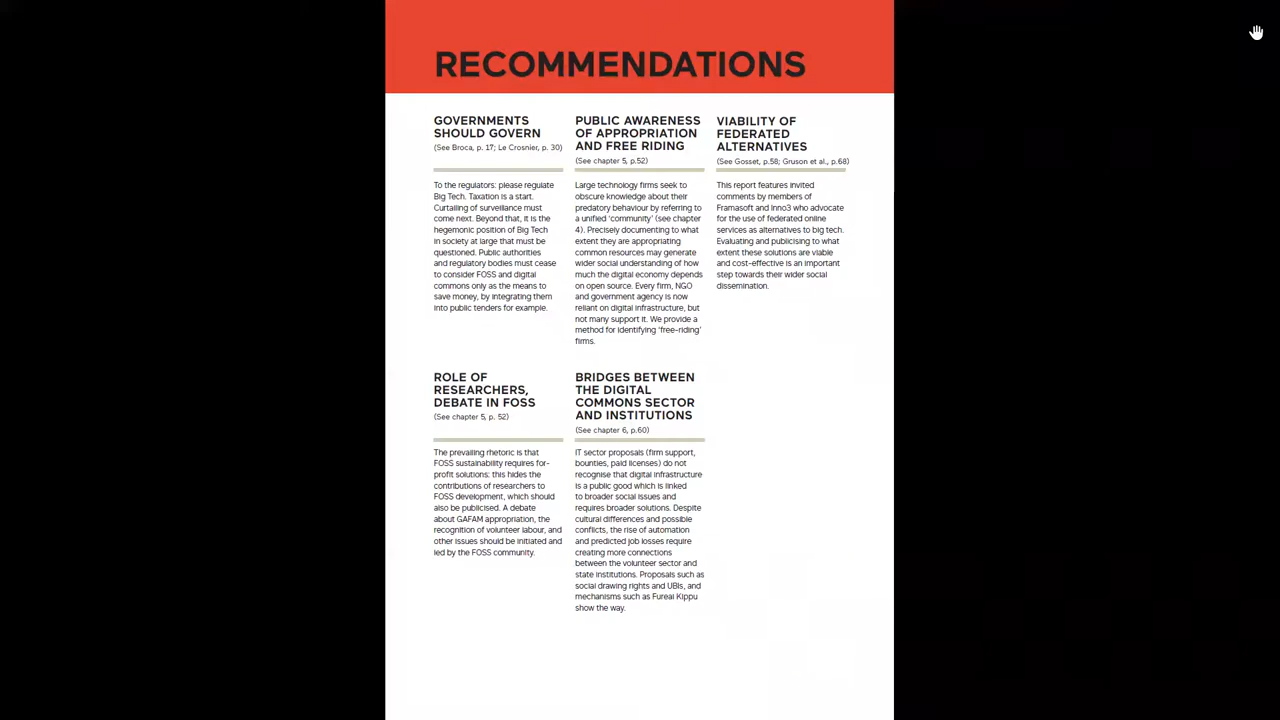 RECOMMENDATIONS
GOVERNMENTS
SHOULD GOVERN
(See Broca, p. 17; Le Crosnier, p. 30)
To the regulators: please regulate
Big Tech. Taxation is a start.
Curtailing of surveillance must
come next. Beyond that, it is the
hegemonic position of Big Tech
in society at large that must be
questioned. Public authorities
and regulatory bodies must cease
to consider FOSS and digital
commons only as the means to
save money, by integrating them
into public tenders for example.
PUBLIC AWARENESS
OF APPROPRIATION
AND FREE RIDING
(See chapter 5, p.52)
Large technology firms seek to
obscure knowledge about their
predatory behaviour by referring to
a unified 'community' (see chapter
4). Precisely documenting to what
extent they are appropriating
common resources may generate
wider social understanding of how
much the digital economy depends
on open source. Every firm, NGO
and government agency is now
reliant on digital infrastructure, but
not many support it. We provide a
method for identifying 'free-riding'
firms.
VIABILITY OF
FEDERATED
ALTERNATIVES
(See Gosset, p.58; Gruson et al., p.68)
This report features invited
comments by members of
Framasoft and Inno3 who advocate
for the use of federated online
services as alternatives to big tech.
Evaluating and publicising to what
extent these solutions are viable
and cost-effective is an important
step towards their wider social
dissemination.
ROLE OF
RESEARCHERS,
DEBATE IN FOSS
(See chapter 5, p. 52)
The prevailing rhetoric is that
FOSS sustainability requires for-
profit solutions: this hides the
contributions of researchers to
FOSS development, which should
also be publicised. A debate
about GAFAM appropriation, the
recognition of volunteer labour, and
other issues should be initiated and
led by the FOSS community.
BRIDGES BETWEEN
THE DIGITAL
COMMONS SECTOR
AND INSTITUTIONS
(See chapter 6, p.60)
IT sector proposals (firm support,
bounties, paid licenses) do not
recognise that digital infrastructure
is a public good which is linked
to broader social issues and
requires broader solutions. Despite
cultural differences and possible
conflicts, the rise of automation
and predicted job losses require
creating more connections
between the volunteer sector and
state institutions. Proposals such as
social drawing rights and UBIs, and
mechanisms such as Fureai Kippu
show the way.